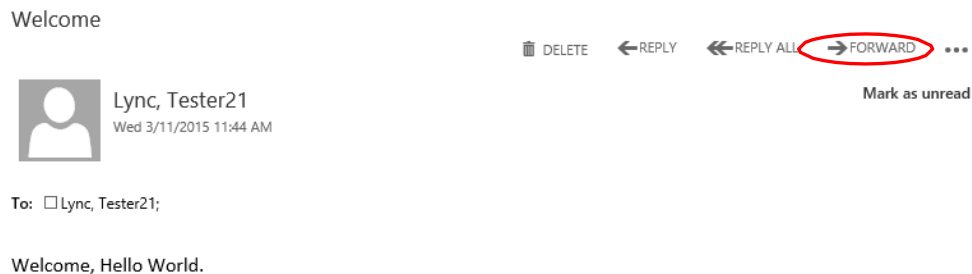 Welcome
DELETE REPLY REPLY ALL FORWARD ...
Mark as unread
Lync, Tester21
Wed 3/11/2015 11:44 AM
To: Lync, Tester21;
Welcome, Hello World.